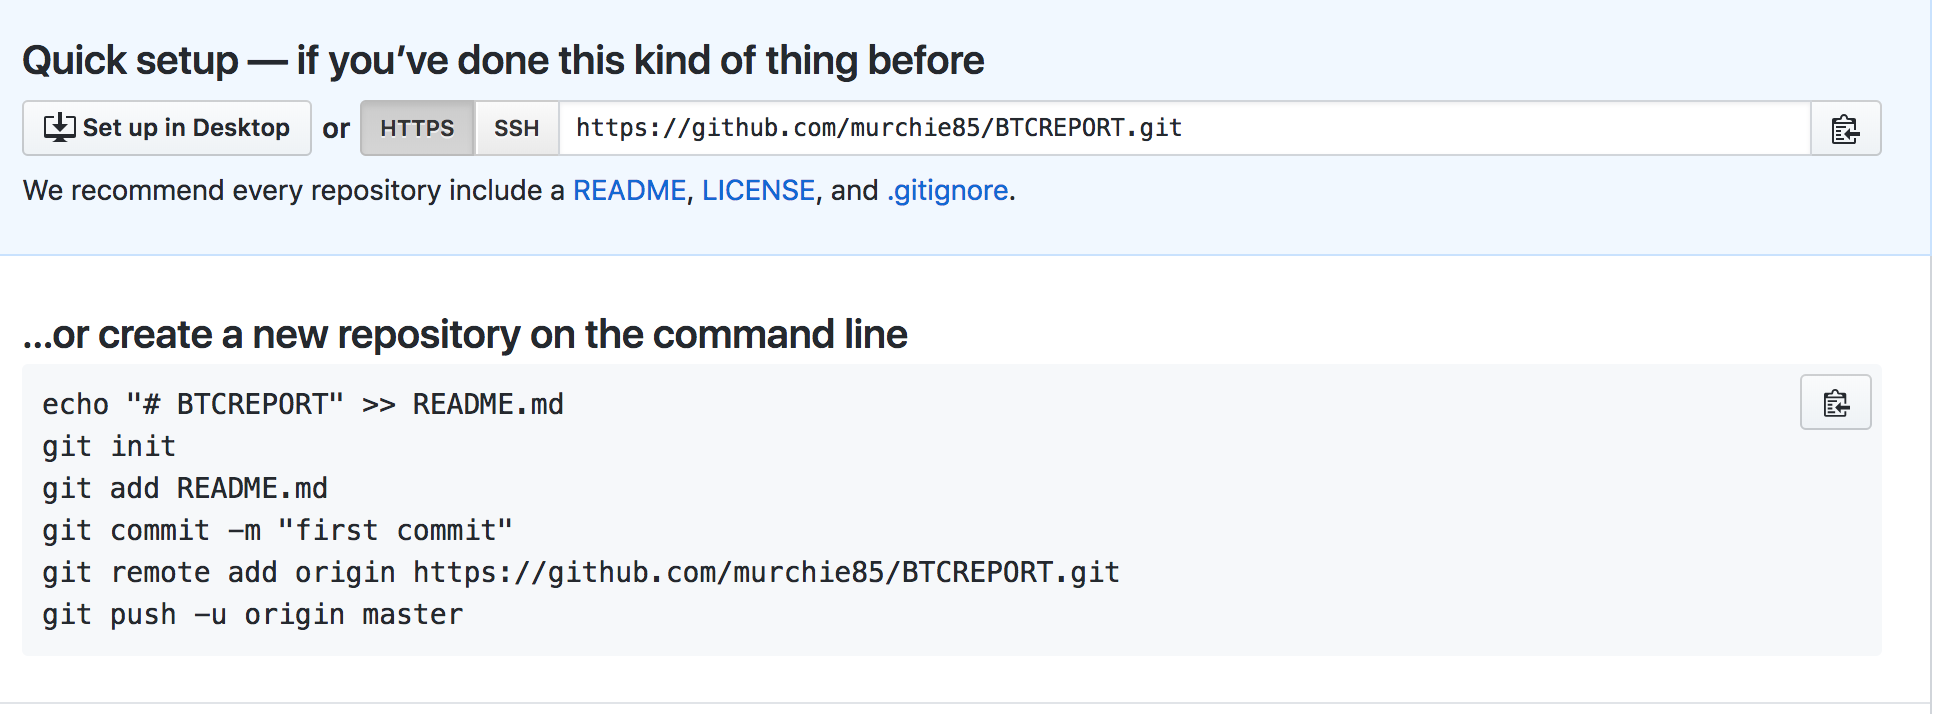 Quick setup — if you’ve done this kind of thing before
Set up in Desktop or HTTPS SSH https://github.com/murchie85/BTCREPORT.git
We recommend every repository include a README, LICENSE, and .gitignore.
...or create a new repository on the command line
echo "# BTCREPORT" >> README.md
git init
git add README.md
git commit -m "first commit"
git remote add origin https://github.com/murchie85/BTCREPORT.git
git push -u origin master